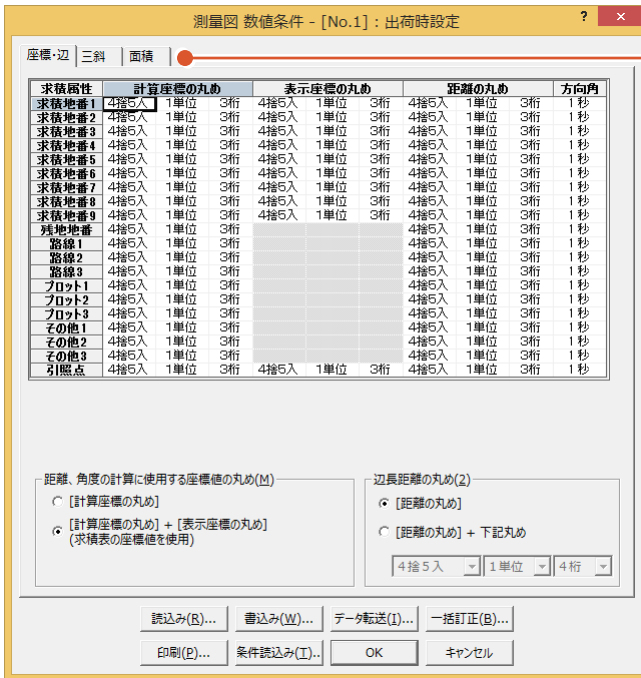 測量図 数値条件 - [No.1] : 出荷時設定 ? ×
座標・辺 三斜 面積
求積属性 計算座標の丸め 表示座標の丸め 距離の丸め 方向角
求積地番1 4捨5入 1単位 3桁 4捨5入 1単位 3桁 4捨5入 1単位 3桁 1秒
求積地番2 4捨5入 1単位 3桁 4捨5入 1単位 3桁 4捨5入 1単位 3桁 1秒
求積地番3 4捨5入 1単位 3桁 4捨5入 1単位 3桁 4捨5入 1単位 3桁 1秒
求積地番4 4捨5入 1単位 3桁 4捨5入 1単位 3桁 4捨5入 1単位 3桁 1秒
求積地番5 4捨5入 1単位 3桁 4捨5入 1単位 3桁 4捨5入 1単位 3桁 1秒
求積地番6 4捨5入 1単位 3桁 4捨5入 1単位 3桁 4捨5入 1単位 3桁 1秒
求積地番7 4捨5入 1単位 3桁 4捨5入 1単位 3桁 4捨5入 1単位 3桁 1秒
求積地番8 4捨5入 1単位 3桁 4捨5入 1単位 3桁 4捨5入 1単位 3桁 1秒
求積地番9 4捨5入 1単位 3桁 4捨5入 1単位 3桁 4捨5入 1単位 3桁 1秒
残地地番 4捨5入 1単位 3桁 4捨5入 1単位 3桁 1秒
路線1 4捨5入 1単位 3桁 4捨5入 1単位 3桁 1秒
路線2 4捨5入 1単位 3桁 4捨5入 1単位 3桁 1秒
路線3 4捨5入 1単位 3桁 4捨5入 1単位 3桁 1秒
プロット1 4捨5入 1単位 3桁 4捨5入 1単位 3桁 1秒
プロット2 4捨5入 1単位 3桁 4捨5入 1単位 3桁 1秒
プロット3 4捨5入 1単位 3桁 4捨5入 1単位 3桁 1秒
その他1 4捨5入 1単位 3桁 4捨5入 1単位 3桁 1秒
その他2 4捨5入 1単位 3桁 4捨5入 1単位 3桁 1秒
その他3 4捨5入 1単位 3桁 4捨5入 1単位 3桁 1秒
引照点 4捨5入 1単位 3桁 4捨5入 1単位 3桁 4捨5入 1単位 3桁 1秒
距離、角度の計算に使用する座標値の丸め(M)
[計算座標の丸め]
[計算座標の丸め] + [表示座標の丸め]
(求積表の座標値を使用)
辺長距離の丸め(2)
[距離の丸め]
[距離の丸め] + 下記丸め
4捨5入 1単位 4桁
読込み(R)... 書込み(W)... データ転送(I)... 一括訂正(B)...
印刷(P)... 条件読込み(T)... OK キャンセル